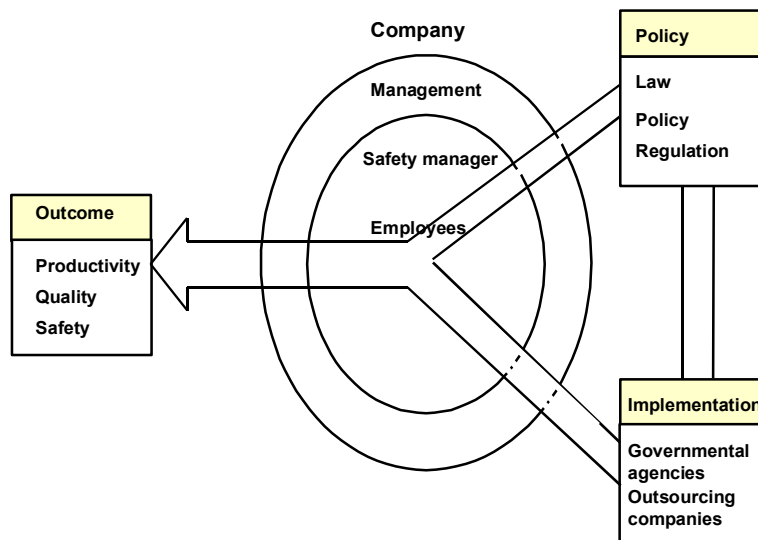 Company
Management
Safety manager
Employees
Policy
Law
Policy
Regulation
Outcome
Productivity
Quality
Safety
Implementation
Governmental
agencies
Outsourcing
companies